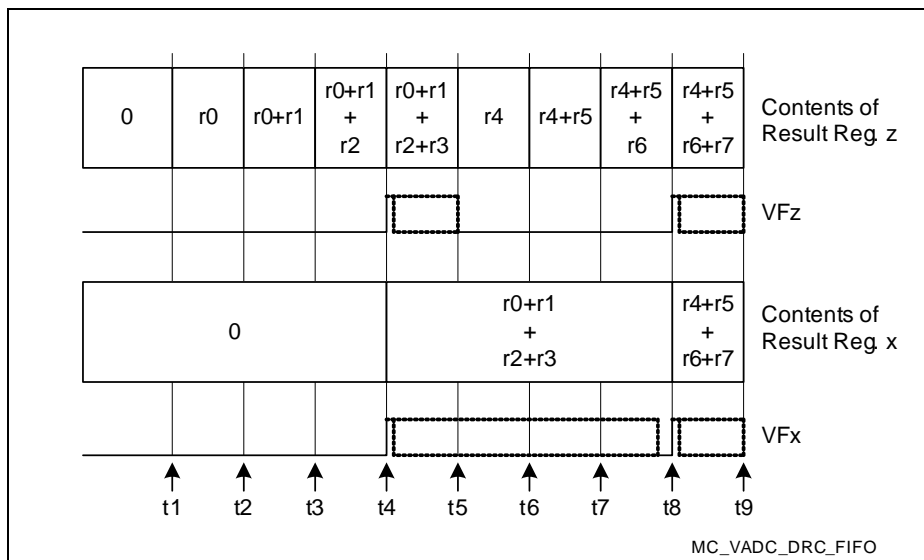 0
r0
r0+r1
r0+r1
+
r2
r0+r1
+
r2+r3
r4
r4+r5
r4+r5
+
r6
r4+r5
+
r6+r7
Contents of
Result Reg. z
VFz
0
r0+r1
+
r2+r3
r4+r5
+
r6+r7
Contents of
Result Reg. x
VFx
t1 t2 t3 t4 t5 t6 t7 t8 t9
MC_VADC_DRC_FIFO